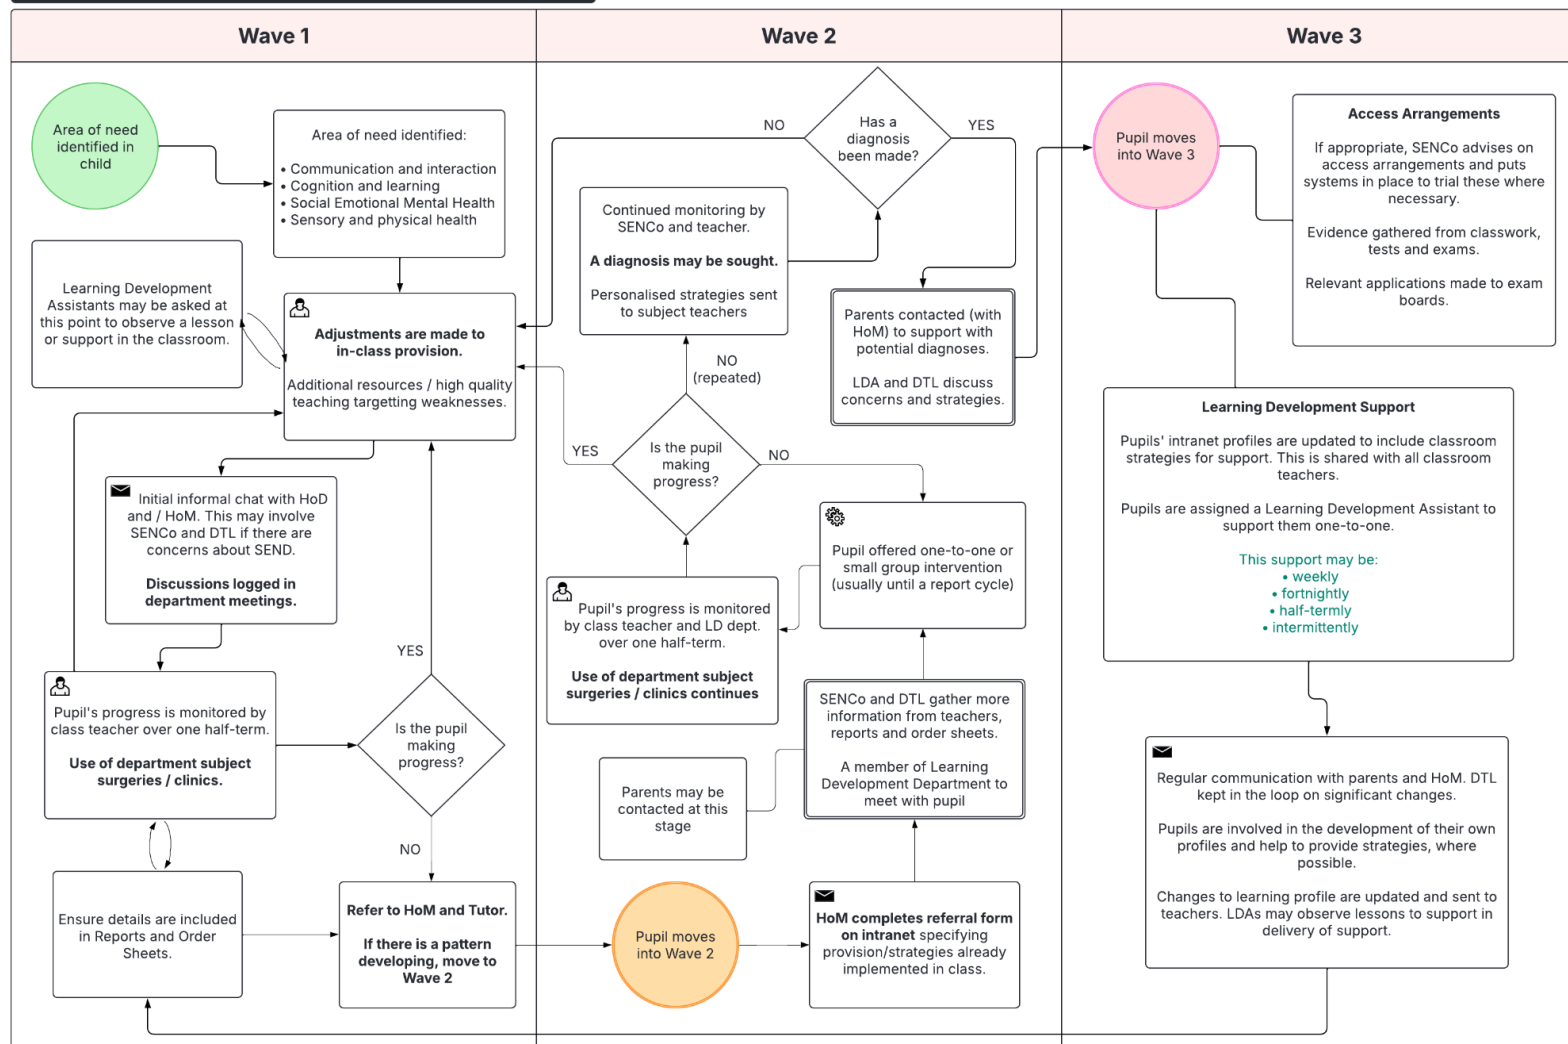 Wave 1
Wave 2
Wave 3
Area of need
identified in
child
Area of need identified:
• Communication and interaction
• Cognition and learning
• Social Emotional Mental Health
• Sensory and physical health
Learning Development
Assistants may be asked at
this point to observe a lesson
or support in the classroom.
Adjustments are made to
in-class provision.
Additional resources / high quality
teaching targetting weaknesses.
Initial informal chat with HoD
and / HoM. This may involve
SENCo and DTL if there are
concerns about SEND.
Discussions logged in
department meetings.
Pupil's progress is monitored by
class teacher over one half-term.
Use of department subject
surgeries / clinics.
YES
Is the pupil
making
progress?
NO
Ensure details are included
in Reports and Order
Sheets.
Refer to HoM and Tutor.
If there is a pattern
developing, move to
Wave 2
NO
Has a
diagnosis
been made?
YES
Continued monitoring by
SENCo and teacher.
A diagnosis may be sought.
Personalised strategies sent
to subject teachers
Parents contacted (with
HoM) to support with
potential diagnoses.
LDA and DTL discuss
concerns and strategies.
NO
(repeated)
YES
Is the pupil
making
progress?
NO
Pupil offered one-to-one or
small group intervention
(usually until a report cycle)
Pupil's progress is monitored
by class teacher and LD dept.
over one half-term.
Use of department subject
surgeries / clinics continues
SENCo and DTL gather more
information from teachers,
reports and order sheets.
A member of Learning
Development Department to
meet with pupil
Parents may be
contacted at this
stage
Pupil moves
into Wave 2
HoM completes referral form
on intranet specifying
provision/strategies already
implemented in class.
Pupil moves
into Wave 3
Access Arrangements
If appropriate, SENCo advises on
access arrangements and puts
systems in place to trial these where
necessary.
Evidence gathered from classwork,
tests and exams.
Relevant applications made to exam
boards.
Learning Development Support
Pupils' intranet profiles are updated to include classroom
strategies for support. This is shared with all classroom
teachers.
Pupils are assigned a Learning Development Assistant to
support them one-to-one.
This support may be:
• weekly
• fortnightly
• half-termly
• intermittently
Regular communication with parents and HoM. DTL
kept in the loop on significant changes.
Pupils are involved in the development of their own
profiles and help to provide strategies, where
possible.
Changes to learning profile are updated and sent to
teachers. LDAs may observe lessons to support in
delivery of support.